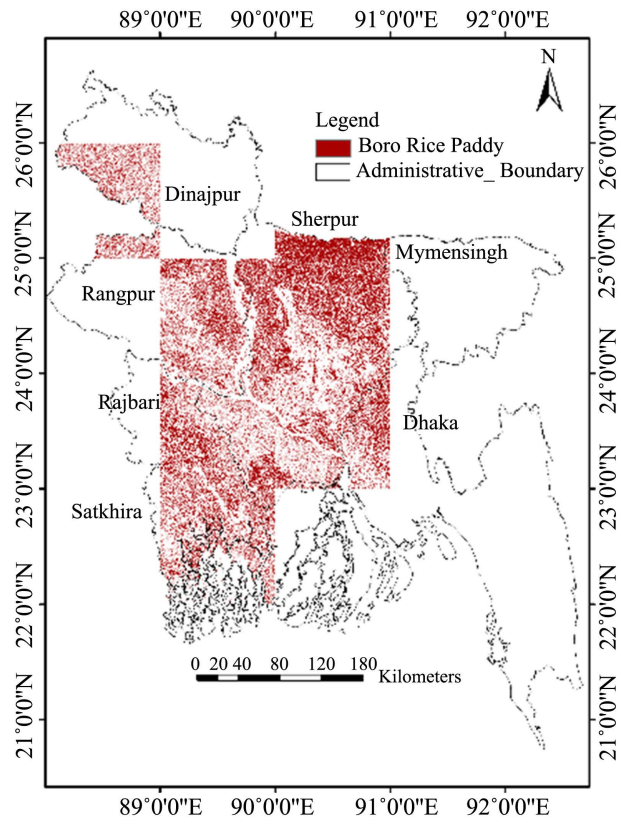 89°0'0"N 90°0'0"N 91°0'0"N 92°0'0"N
N
Legend
Boro Rice Paddy
Administrative_ Boundary
26°0'0"N 26°0'0"N
Dinajpur
Sherpur
Mymensingh
25°0'0"N 25°0'0"N
Rangpur
24°0'0"N 24°0'0"N
Rajbari
Dhaka
23°0'0"N 23°0'0"N
Satkhira
22°0'0"N 22°0'0"N
0 20 40 80 120 180
Kilometers
21°0'0"N 21°0'0"N
89°0'0"N 90°0'0"N 91°0'0"N 92°0'0"N